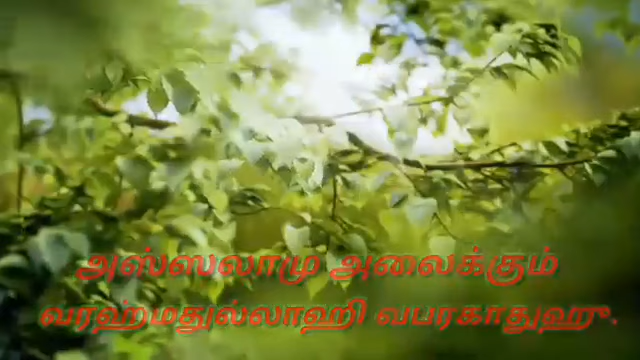 அஸ்ஸலாமு அலைக்கும்
வரஹ்மதுல்லாஹி வபரகாதுஹு.